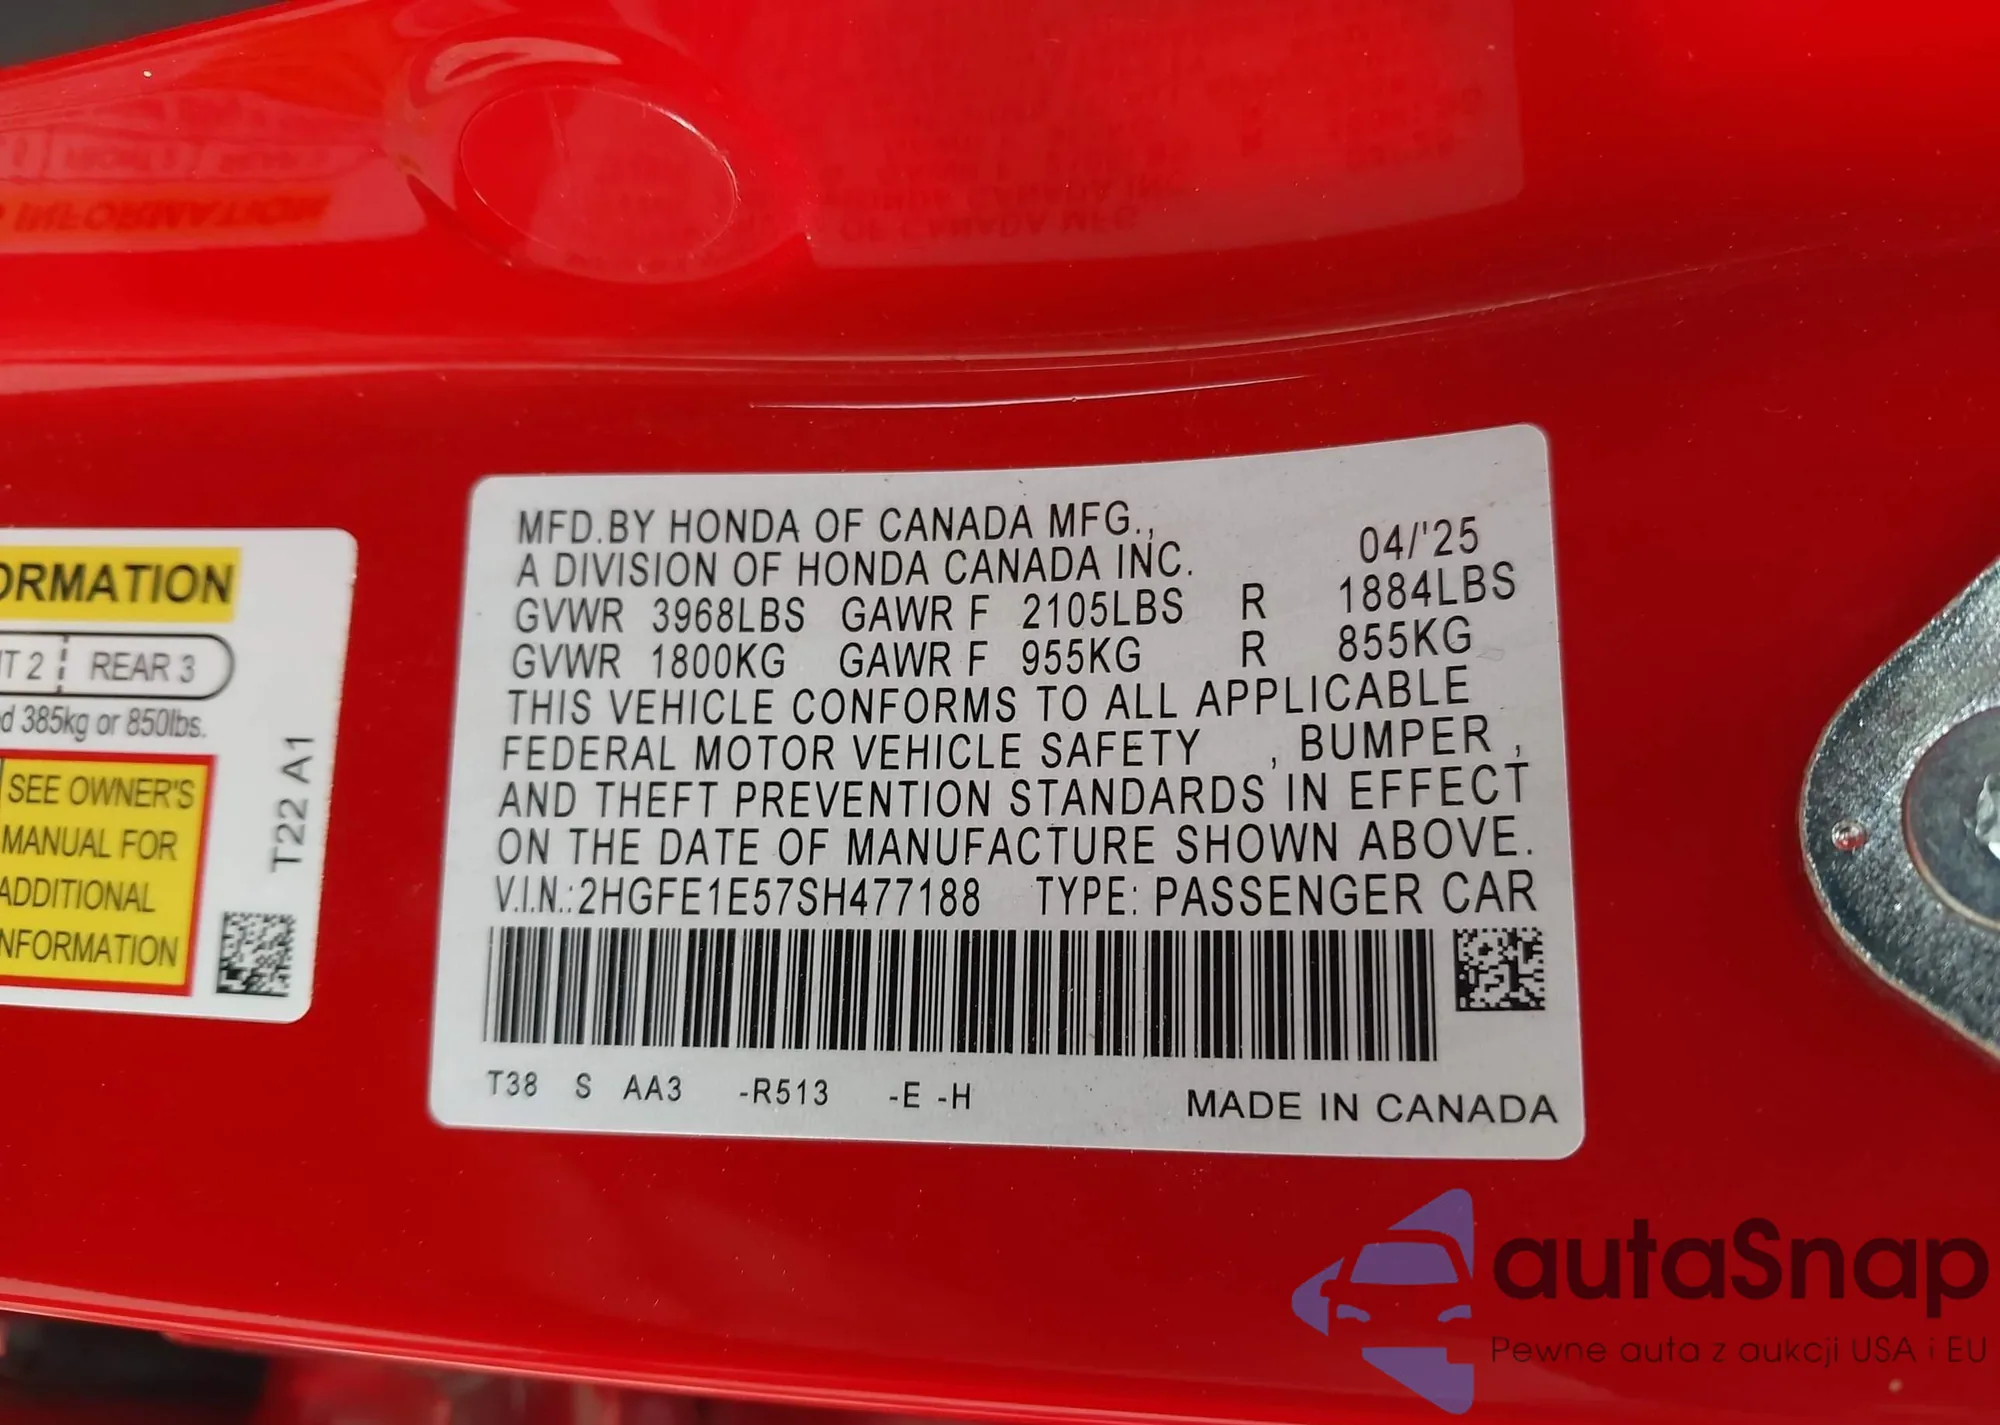 ORMATION
T 2 REAR 3
d 385kg or 850lbs.
SEE OWNER'S
MANUAL FOR
ADDITIONAL
NFORMATION
T22 A1
MFD.BY HONDA OF CANADA MFG.,
A DIVISION OF HONDA CANADA INC. 04/'25
GVWR 3968LBS GAWR F 2105LBS R 1884LBS
GVWR 1800KG GAWR F 955KG R 855KG
THIS VEHICLE CONFORMS TO ALL APPLICABLE
FEDERAL MOTOR VEHICLE SAFETY , BUMPER ,
AND THEFT PREVENTION STANDARDS IN EFFECT
ON THE DATE OF MANUFACTURE SHOWN ABOVE.
V.I.N.:2HGFE1E57SH477188 TYPE: PASSENGER CAR
T38 S AA3 -R513 -E -H MADE IN CANADA
autaSnap
Pewne auta z aukcji USA i EU